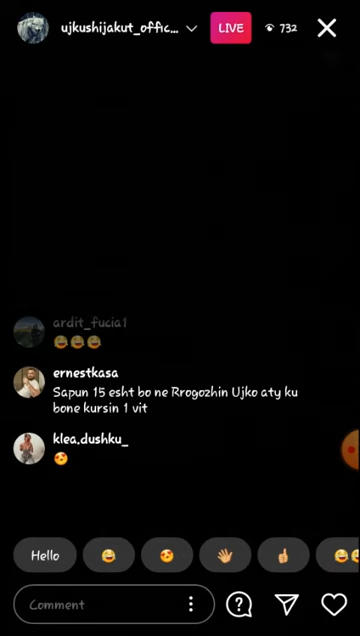 ujkushijakut_offic...
LIVE
732
ardit_fucia1
😂😂😂
ernestkasa
Sapun 15 esht bo ne Rrogozhin Ujko aty ku
bone kursin 1 vit
klea.dushku_
😍
Hello 😂 😍 👋🏼 👍🏼 😂😂
Comment